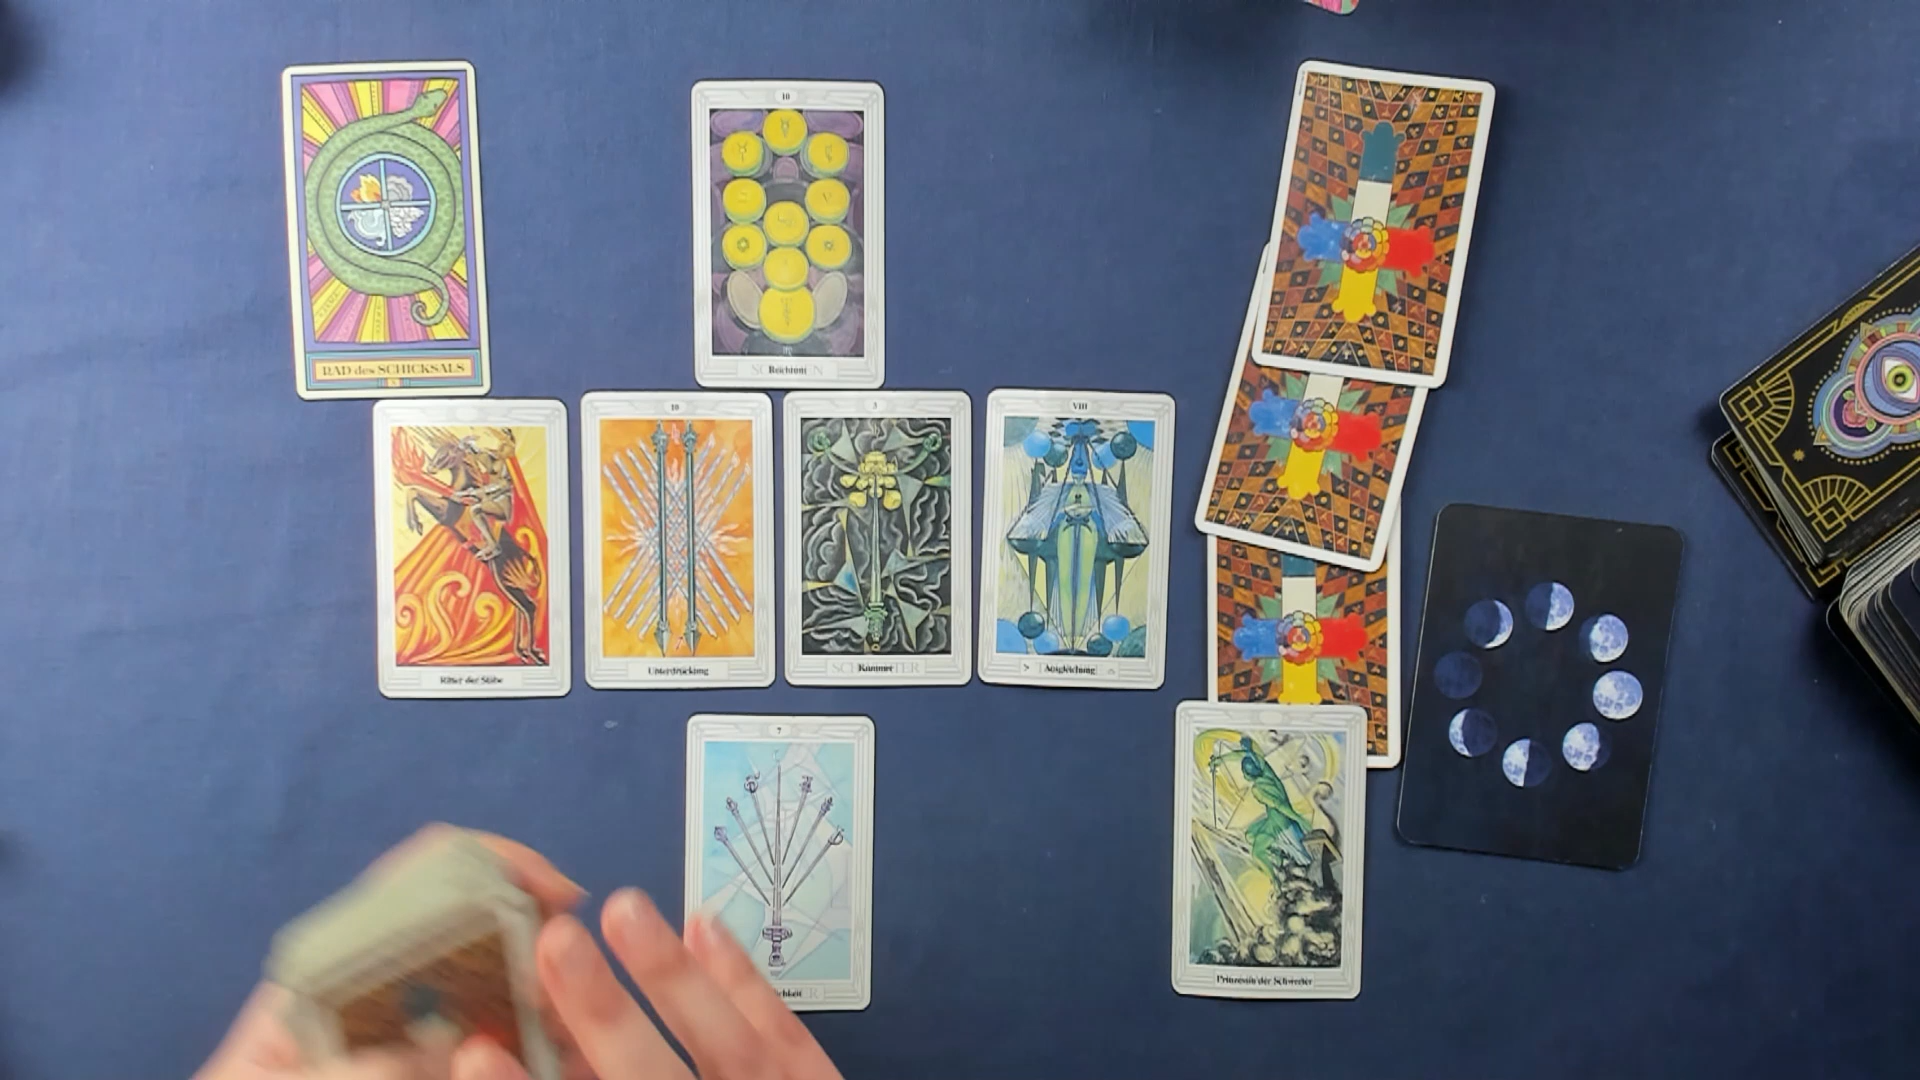 RAD des SCHICKSALS
X
10
Reichtum
Ritter der Stäbe
10
Unterdrückung
3
Kummer
VIII
Ausgleichung
7
Prinzessin der Schwerter